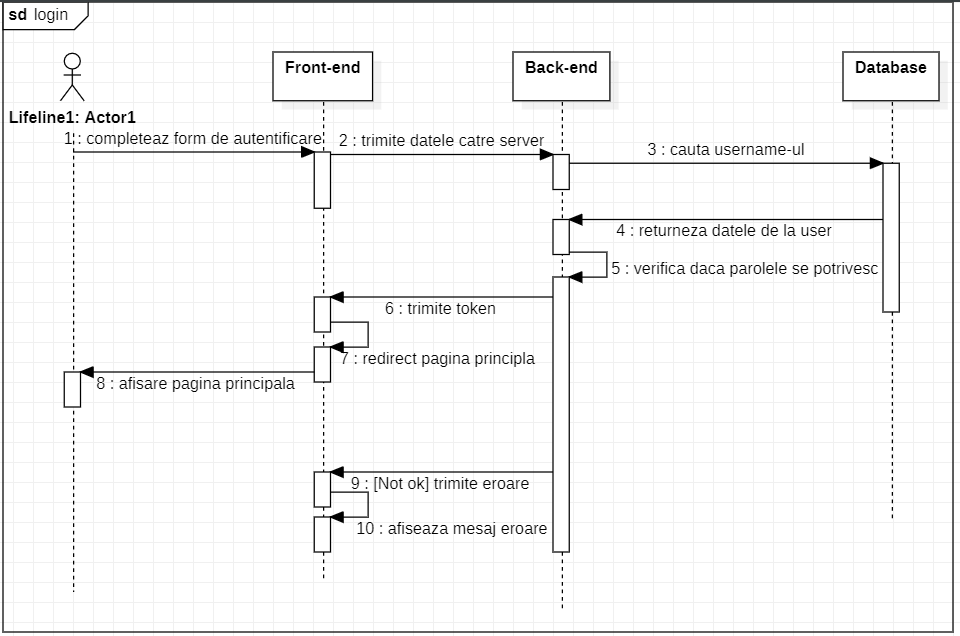 sd login
Front-end
Back-end
Database
Lifeline1: Actor1
1 : completeaz form de autentificare
2 : trimite datele catre server
3 : cauta username-ul
4 : returneza datele de la user
5 : verifica daca parolele se potrivesc
6 : trimite token
7 : redirect pagina principla
8 : afisare pagina principala
9 : [Not ok] trimite eroare
10 : afiseaza mesaj eroare